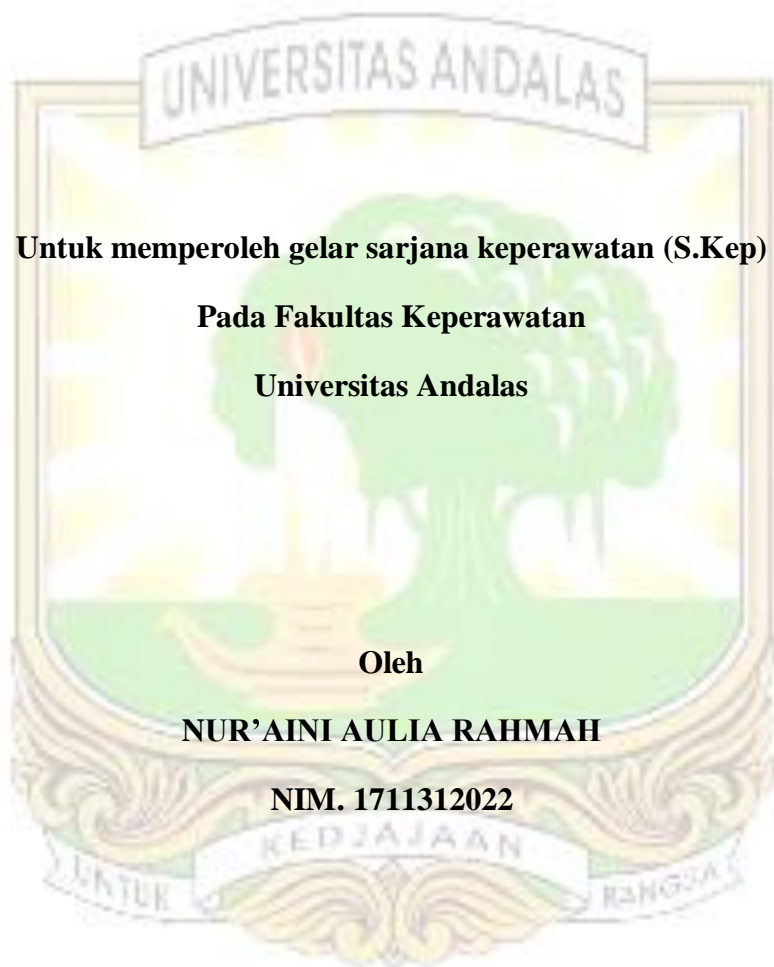 UNIVERSITAS ANDALAS
Untuk memperoleh gelar sarjana keperawatan (S.Kep)
Pada Fakultas Keperawatan
Universitas Andalas
Oleh
NUR’AINI AULIA RAHMAH
NIM. 1711312022
KEDJAJAAN
UNTUK BANGSA